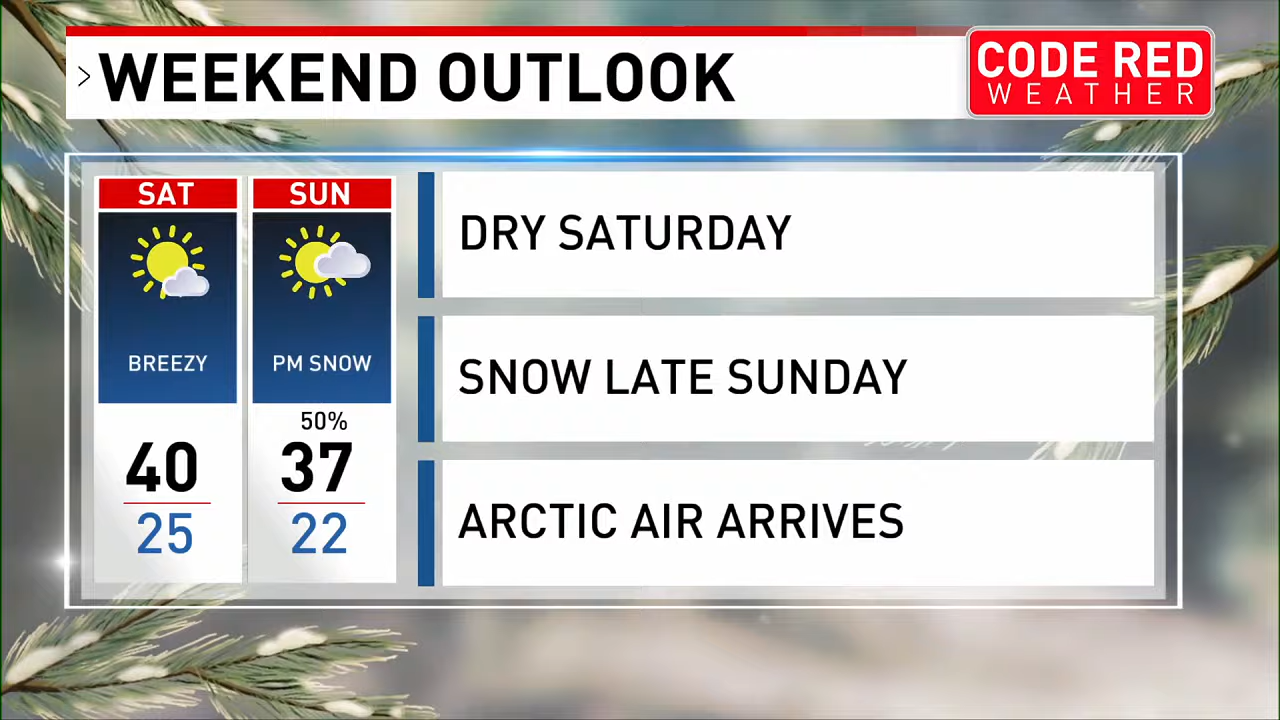 WEEKEND OUTLOOK
CODE RED
WEATHER
SAT
BREEZY
40
25
SUN
PM SNOW
50%
37
22
DRY SATURDAY
SNOW LATE SUNDAY
ARCTIC AIR ARRIVES